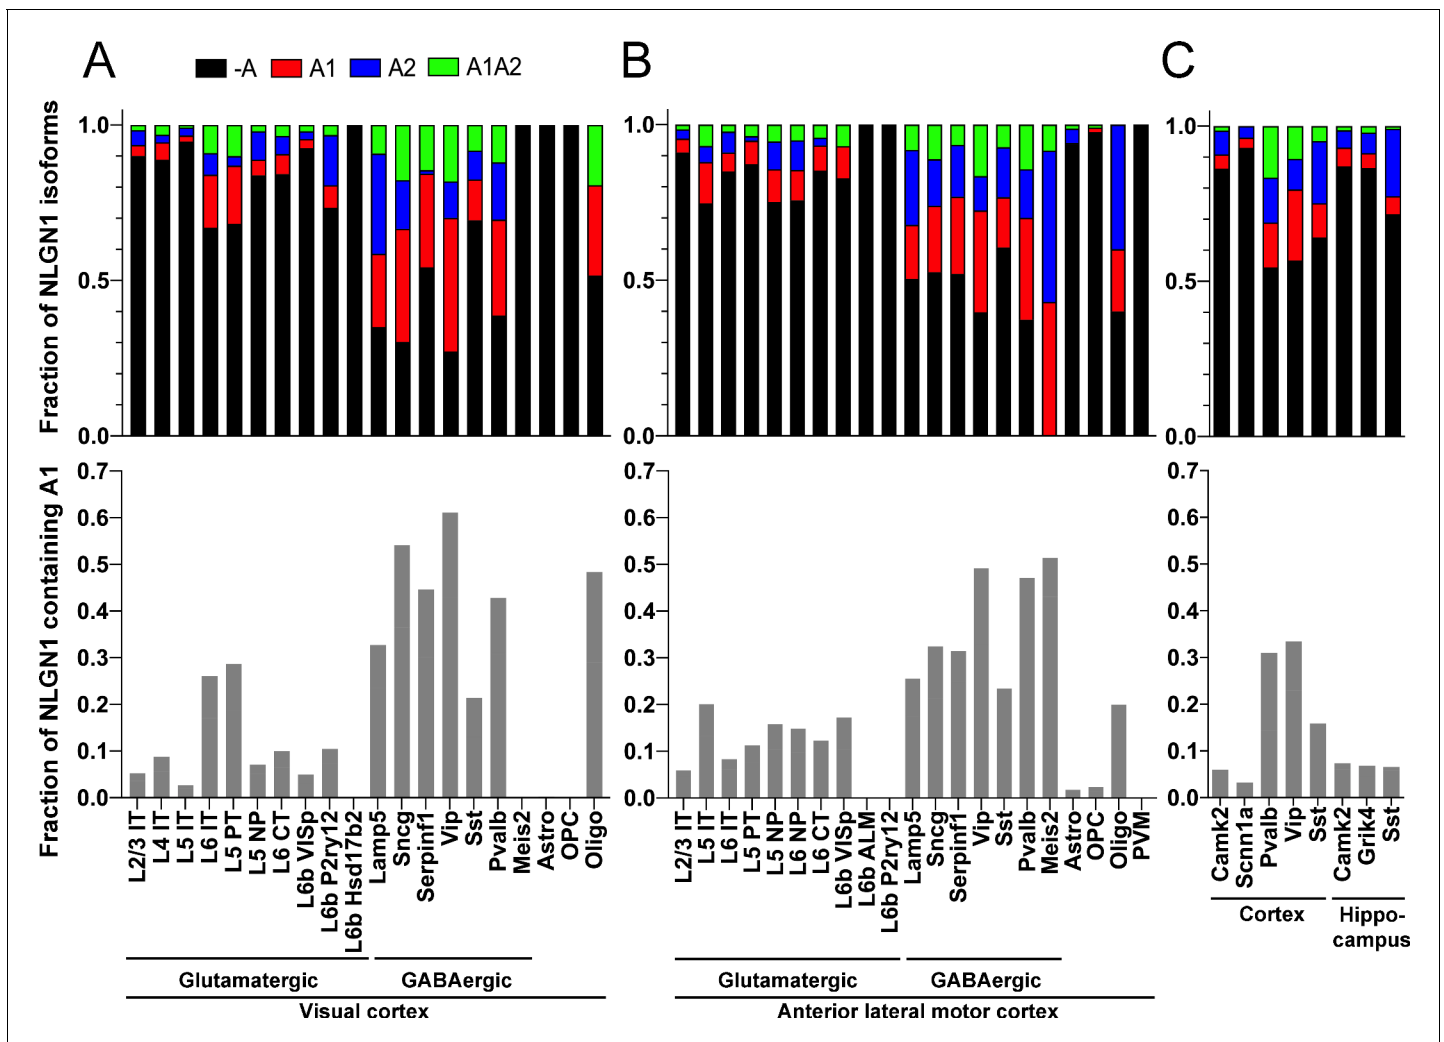 A
B
C
-A A1 A2 A1A2
Fraction of NLGN1 isoforms
1.0
0.5
0.0
1.0
0.5
0.0
1.0
0.5
0.0
Fraction of NLGN1 containing A1
0.7
0.6
0.5
0.4
0.3
0.2
0.1
0.0
0.7
0.6
0.5
0.4
0.3
0.2
0.1
0.0
0.7
0.6
0.5
0.4
0.3
0.2
0.1
0.0
L2/3 IT
L4 IT
L5 IT
L6 IT
L5 PT
L5 NP
L6 CT
L6b VISp
L6b P2ry12
L6b Hsd17b2
Lamp5
Sncg
Serpinf1
Vip
Sst
Pvalb
Meis2
Astro
OPC
Oligo
Glutamatergic
GABAergic
Visual cortex
L2/3 IT
L5 IT
L6 IT
L5 PT
L5 NP
L6 NP
L6 CT
L6b VISp
L6b ALM
L6b P2ry12
Lamp5
Sncg
Serpinf1
Vip
Sst
Pvalb
Meis2
Astro
OPC
Oligo
PVM
Glutamatergic
GABAergic
Anterior lateral motor cortex
Camk2
Scnn1a
Pvalb
Vip
Sst
Camk2
Grik4
Sst
Cortex
Hippo-
campus